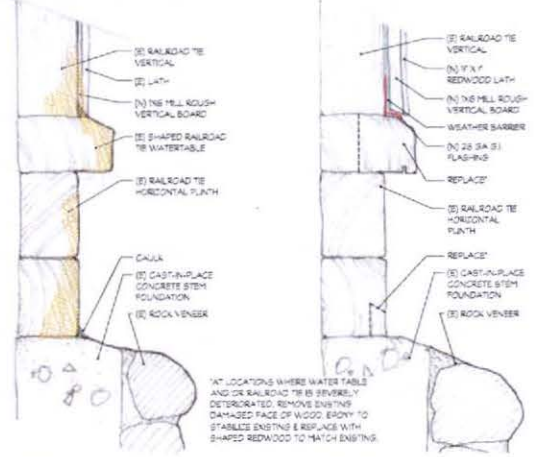 (E) RAILROAD TIE
VERTICAL
(E) LATH
(N) 1X6 MILL ROUGH
VERTICAL BOARD
(E) SHAPED RAILROAD
TIE WATERTABLE
(E) RAILROAD TIE
HORIZONTAL PLINTH
CAULK
(E) CAST-IN-PLACE
CONCRETE STEM
FOUNDATION
(E) ROCK VENEER
(E) RAILROAD TIE
VERTICAL
(N) 1" X 1"
REDWOOD LATH
(N) 1X6 MILL ROUGH
VERTICAL BOARD
WEATHER BARRIER
(N) 26 GA G.I.
FLASHING
REPLACE*
(E) RAILROAD TIE
HORIZONTAL
PLINTH
REPLACE*
(E) CAST-IN-PLACE
CONCRETE STEM
FOUNDATION
(E) ROCK VENEER
*AT LOCATIONS WHERE WATER TABLE
AND/OR RAILROAD TIE IS SEVERELY
DETERIORATED, REMOVE EXISTING
DAMAGED FACE OF WOOD, EPOXY TO
STABILIZE EXISTING & REPLACE WITH
SHAPED REDWOOD TO MATCH EXISTING.